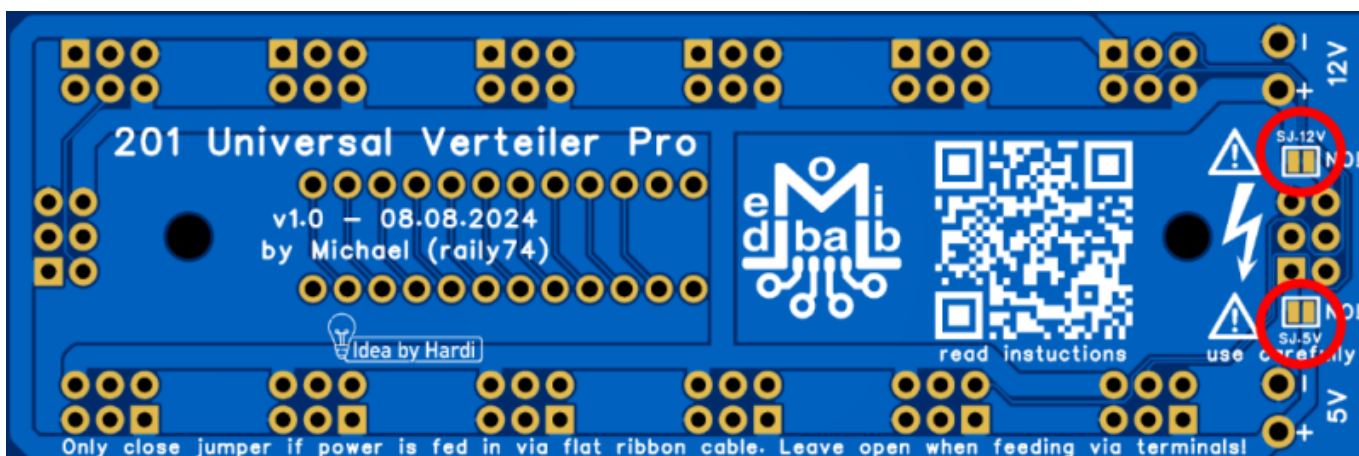 - 12V
+
201 Universal Verteiler Pro
SJ.12V
v1.0 – 08.08.2024
by Michael (raily74)
e M o i
d ba b
Idea by Hardi
read instuctions
SJ.5V
use carefully
- 5V
+
Only close jumper if power is fed in via flat ribbon cable. Leave open when feeding via terminals!